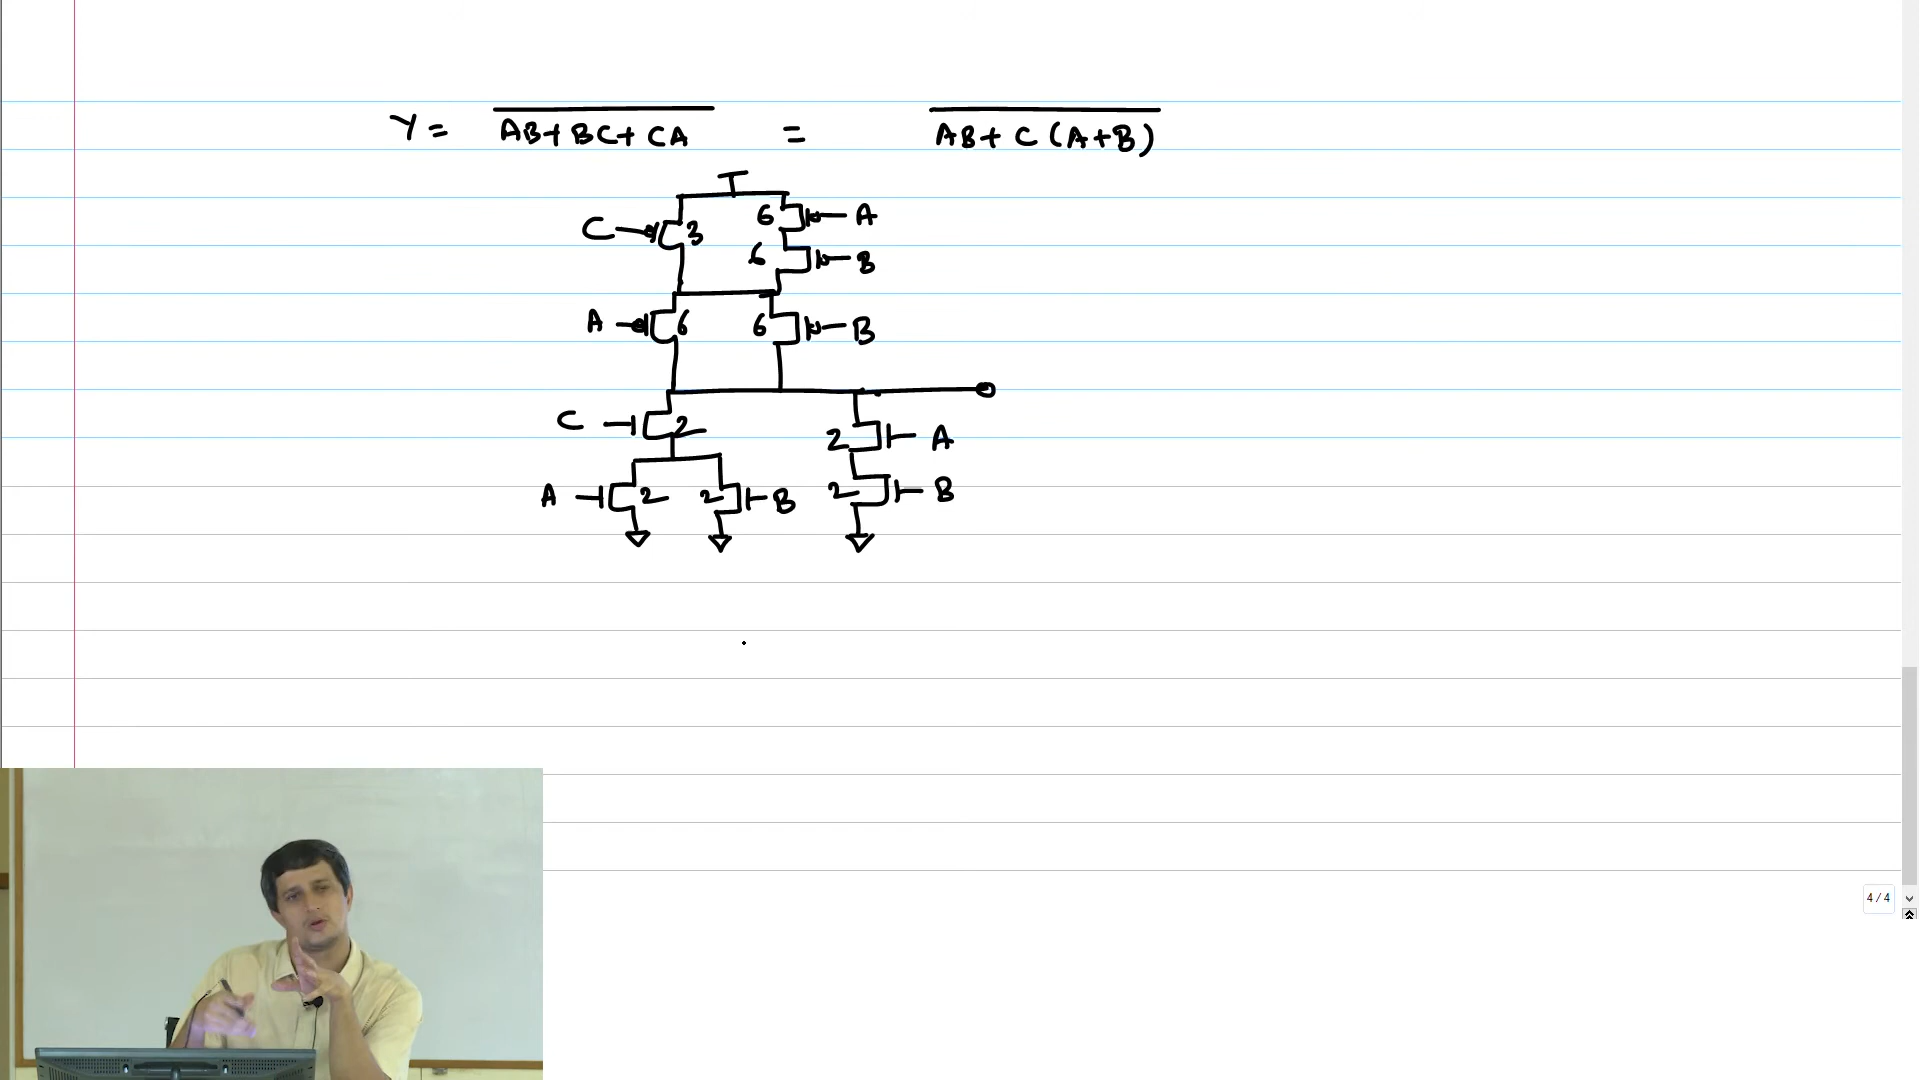 Y = AB+BC+CA = AB+C(A+B)
C 3 6 A
6 B
A 6 6 B
C 2 2 A
A 2 2 B 2 B
4 / 4